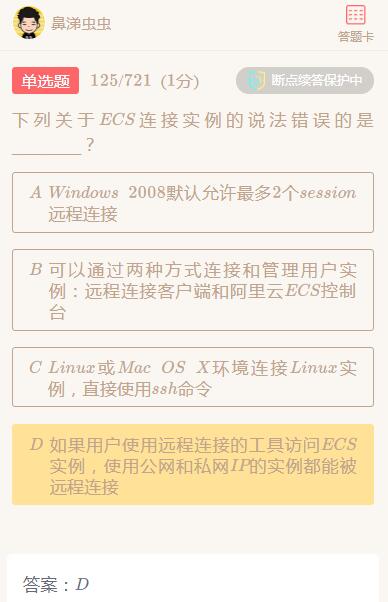 鼻涕虫虫
答题卡
单选题 125/721 (1分) 断点续答保护中
下列关于ECS连接实例的说法错误的是
________？
A Windows 2008默认允许最多2个session
远程连接
B 可以通过两种方式连接和管理用户实
例：远程连接客户端和阿里云ECS控制
台
C Linux或Mac OS X环境连接Linux实
例，直接使用ssh命令
D 如果用户使用远程连接的工具访问ECS
实例，使用公网和私网IP的实例都能被
远程连接
答案：D